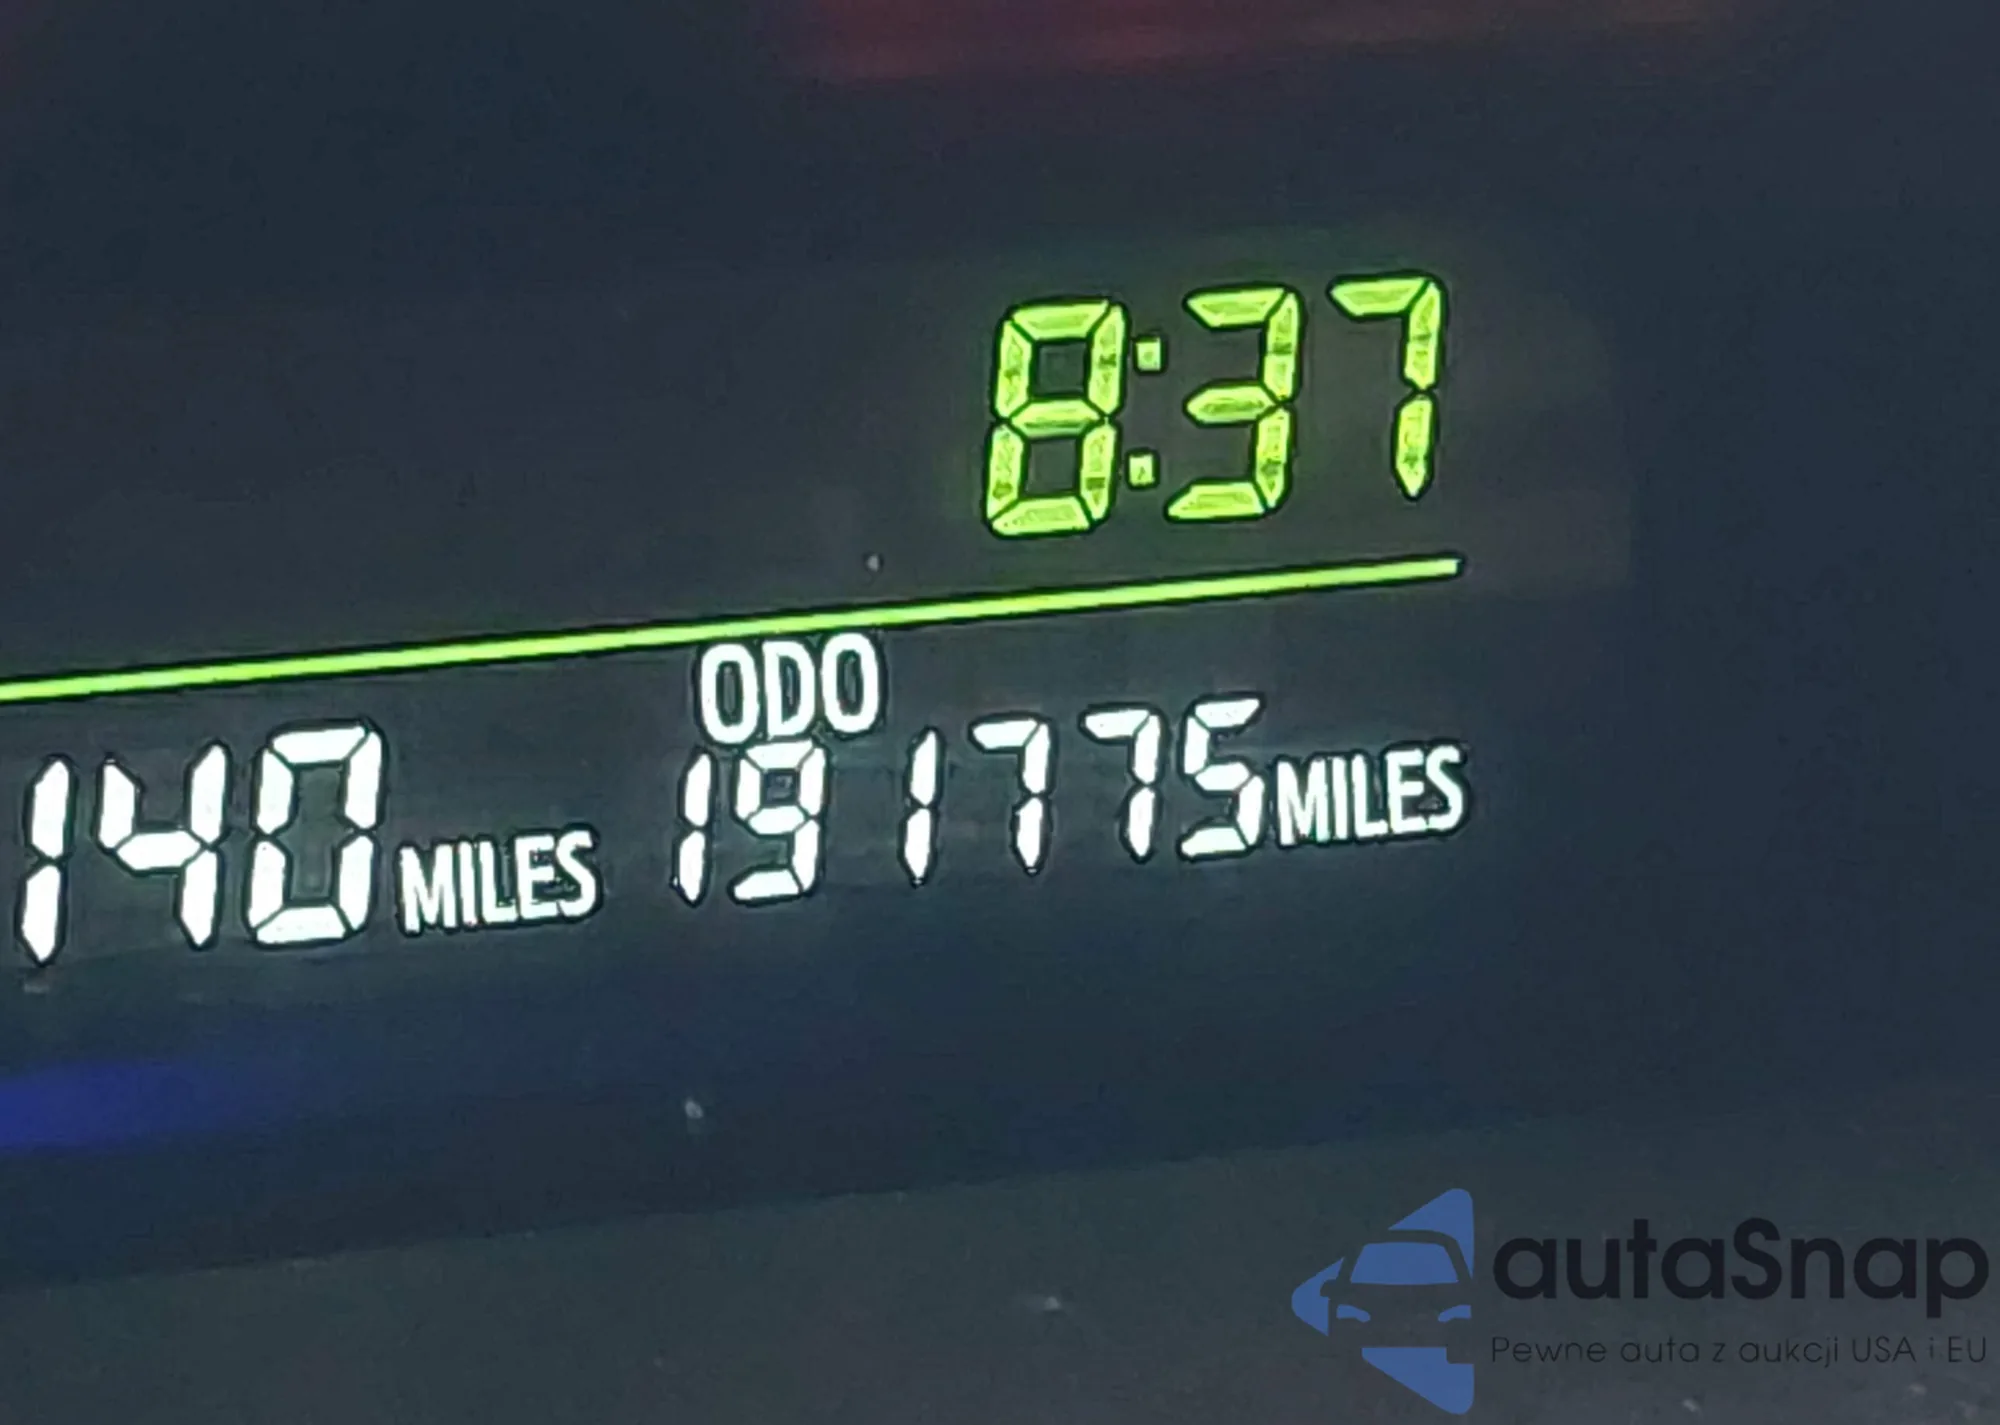 8:37
ODO
140 MILES 191775 MILES
autaSnap
Pewne auta z aukcji USA i EU